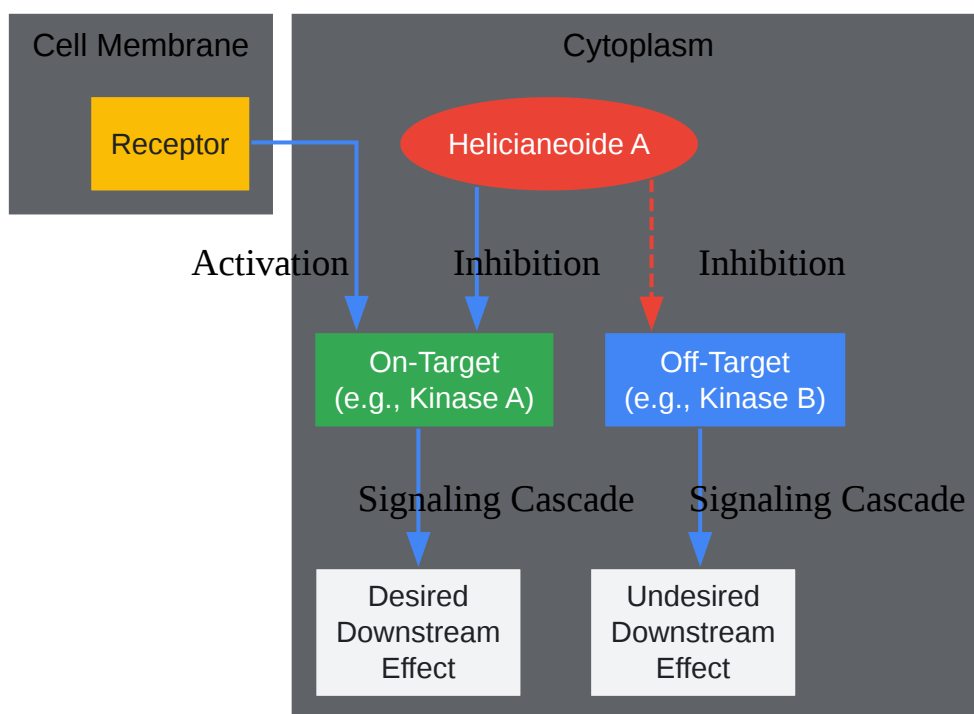 Cell Membrane
Cytoplasm
Receptor
Helicianeoide A
Activation
Inhibition
Inhibition
On-Target
(e.g., Kinase A)
Off-Target
(e.g., Kinase B)
Signaling Cascade
Signaling Cascade
Desired
Downstream
Effect
Undesired
Downstream
Effect